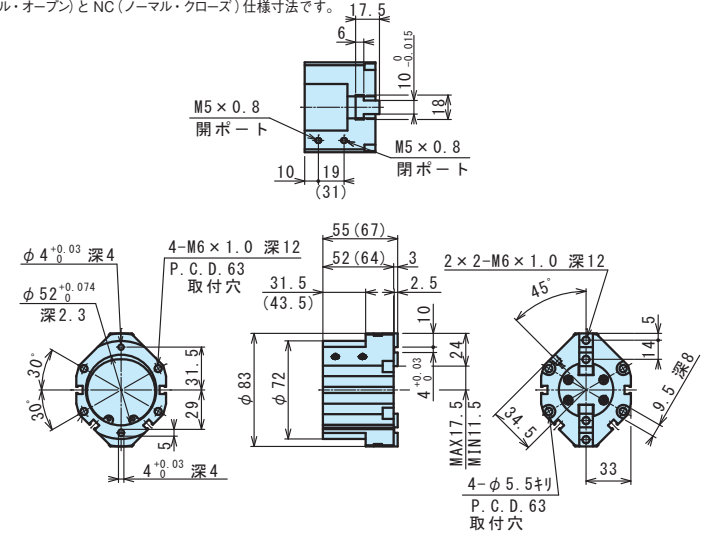 ル・オープン)とNC(ノーマル・クローズ)仕様寸法です。
17.5
6
10 0 -0.015
18
M5×0.8
開ポート
M5×0.8
閉ポート
10
19
(31)
55(67)
52(64)
3
31.5
(43.5)
2.5
φ4 +0.03 0 深4
4-M6×1.0 深12
P.C.D.63
取付穴
φ52 +0.074 0
深2.3
30°
30°
31.5
29
5
4 +0.03 0 深4
φ83
φ72
10
24
4 +0.03 0
MAX17.5
MIN11.5
2×2-M6×1.0 深12
45°
5
14
9.5 深8
34.5
33
4-φ5.5キリ
P.C.D.63
取付穴